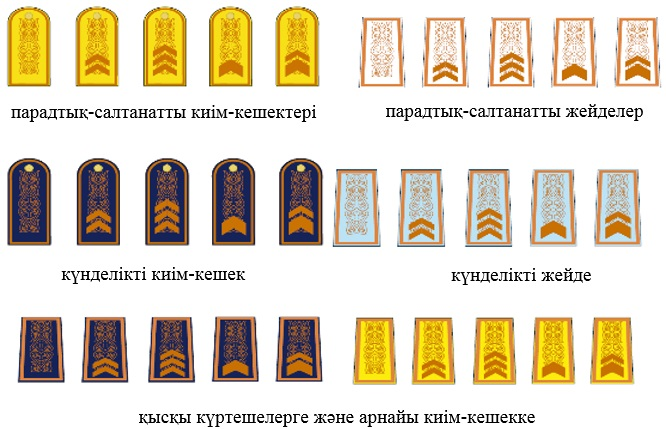 парадтық-салтанатты киім-кешектері
парадтық-салтанатты жейделер
күнделікті киім-кешек
күнделікті жейде
қысқы күртешелерге және арнайы киім-кешекке